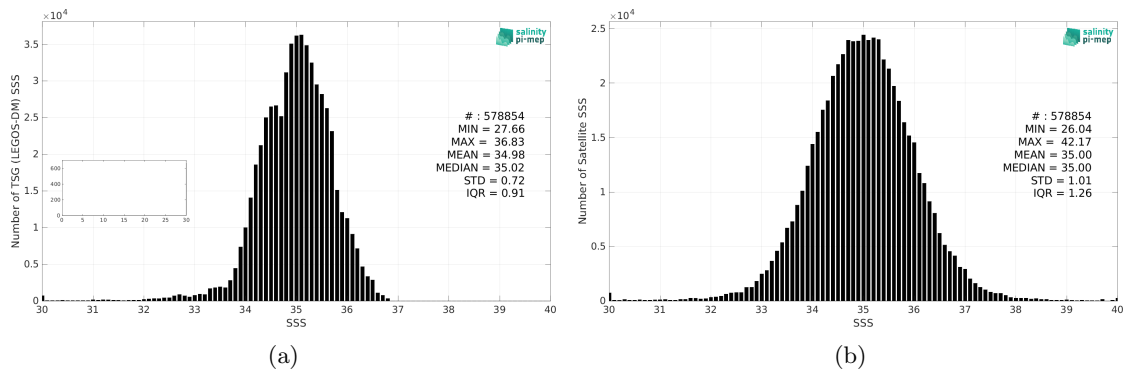 ×10⁴
3.5
3
2.5
2
1.5
1
0.5
0
30 31 32 33 34 35 36 37 38 39 40
SSS
Number of TSG (LEGOS-DM) SSS
600
400
200
0
0 5 10 15 20 25 30
salinity
pi-mep
# : 578854
MIN = 27.66
MAX = 36.83
MEAN = 34.98
MEDIAN = 35.02
STD = 0.72
IQR = 0.91
(a)
×10⁴
2.5
2
1.5
1
0.5
0
30 31 32 33 34 35 36 37 38 39 40
SSS
Number of Satellite SSS
salinity
pi-mep
# : 578854
MIN = 26.04
MAX = 42.17
MEAN = 35.00
MEDIAN = 35.00
STD = 1.01
IQR = 1.26
(b)